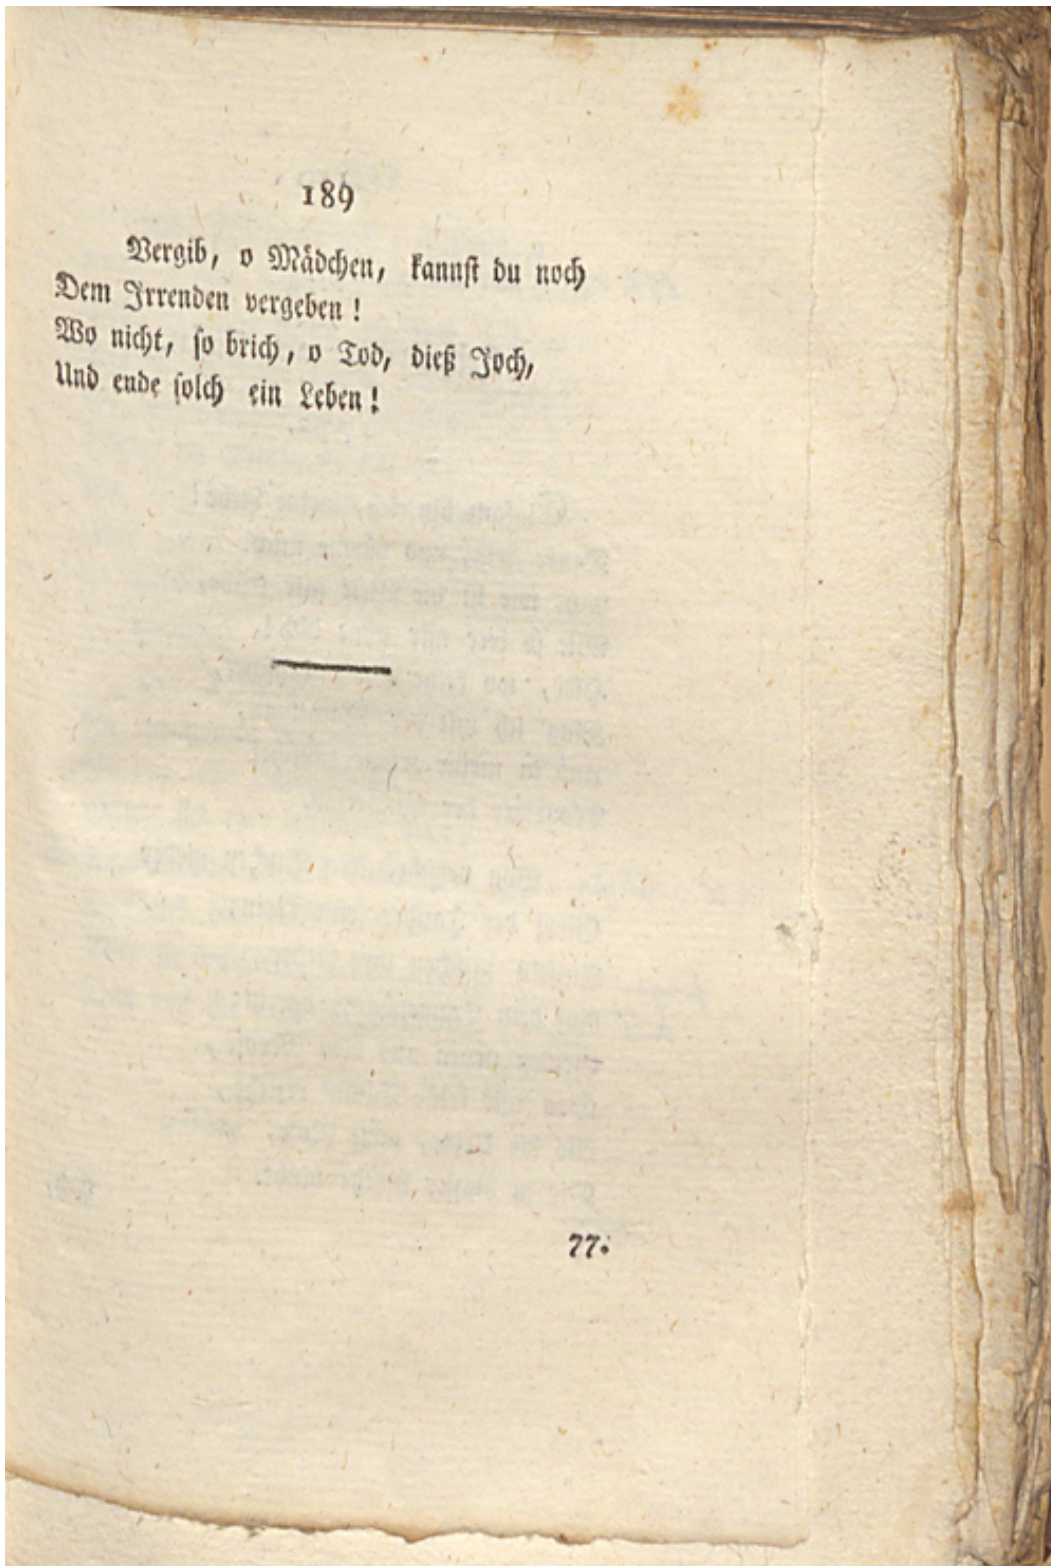 189
Vergib, o Mädchen, kannst du noch
Dem Irrenden vergeben!
Wo nicht, so brich, o Tod, dieß Joch,
Und ende solch ein Leben!
77.